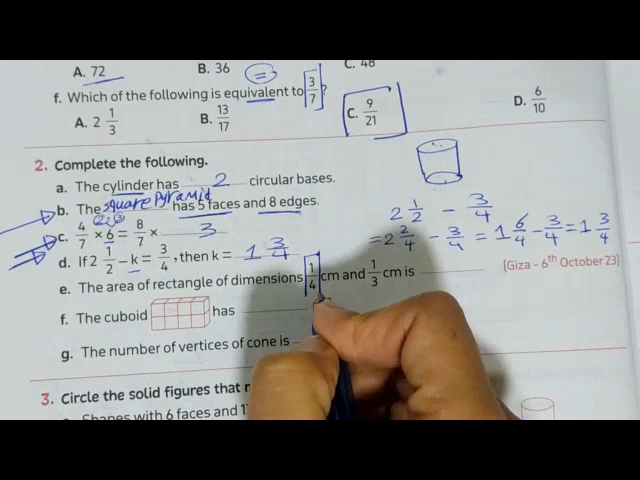 A. 72 B. 36 = C. 48
f. Which of the following is equivalent to 3/7 ?
A. 2 1/3 B. 13/17 C. 9/21 D. 6/10
2. Complete the following.
a. The cylinder has 2 circular bases.
b. The square pyramid has 5 faces and 8 edges.
c. 4/7 × 6 = 8/7 × 3
d. If 2 1/2 − k = 3/4, then k = 1 3/4
2 1/2 − 3/4
= 2 2/4 − 3/4 = 1 6/4 − 3/4 = 1 3/4
e. The area of rectangle of dimensions 1/4 cm and 1/3 cm is
[Giza - 6th October 23]
f. The cuboid has
g. The number of vertices of cone is
3. Circle the solid figures that
Shapes with 6 faces and